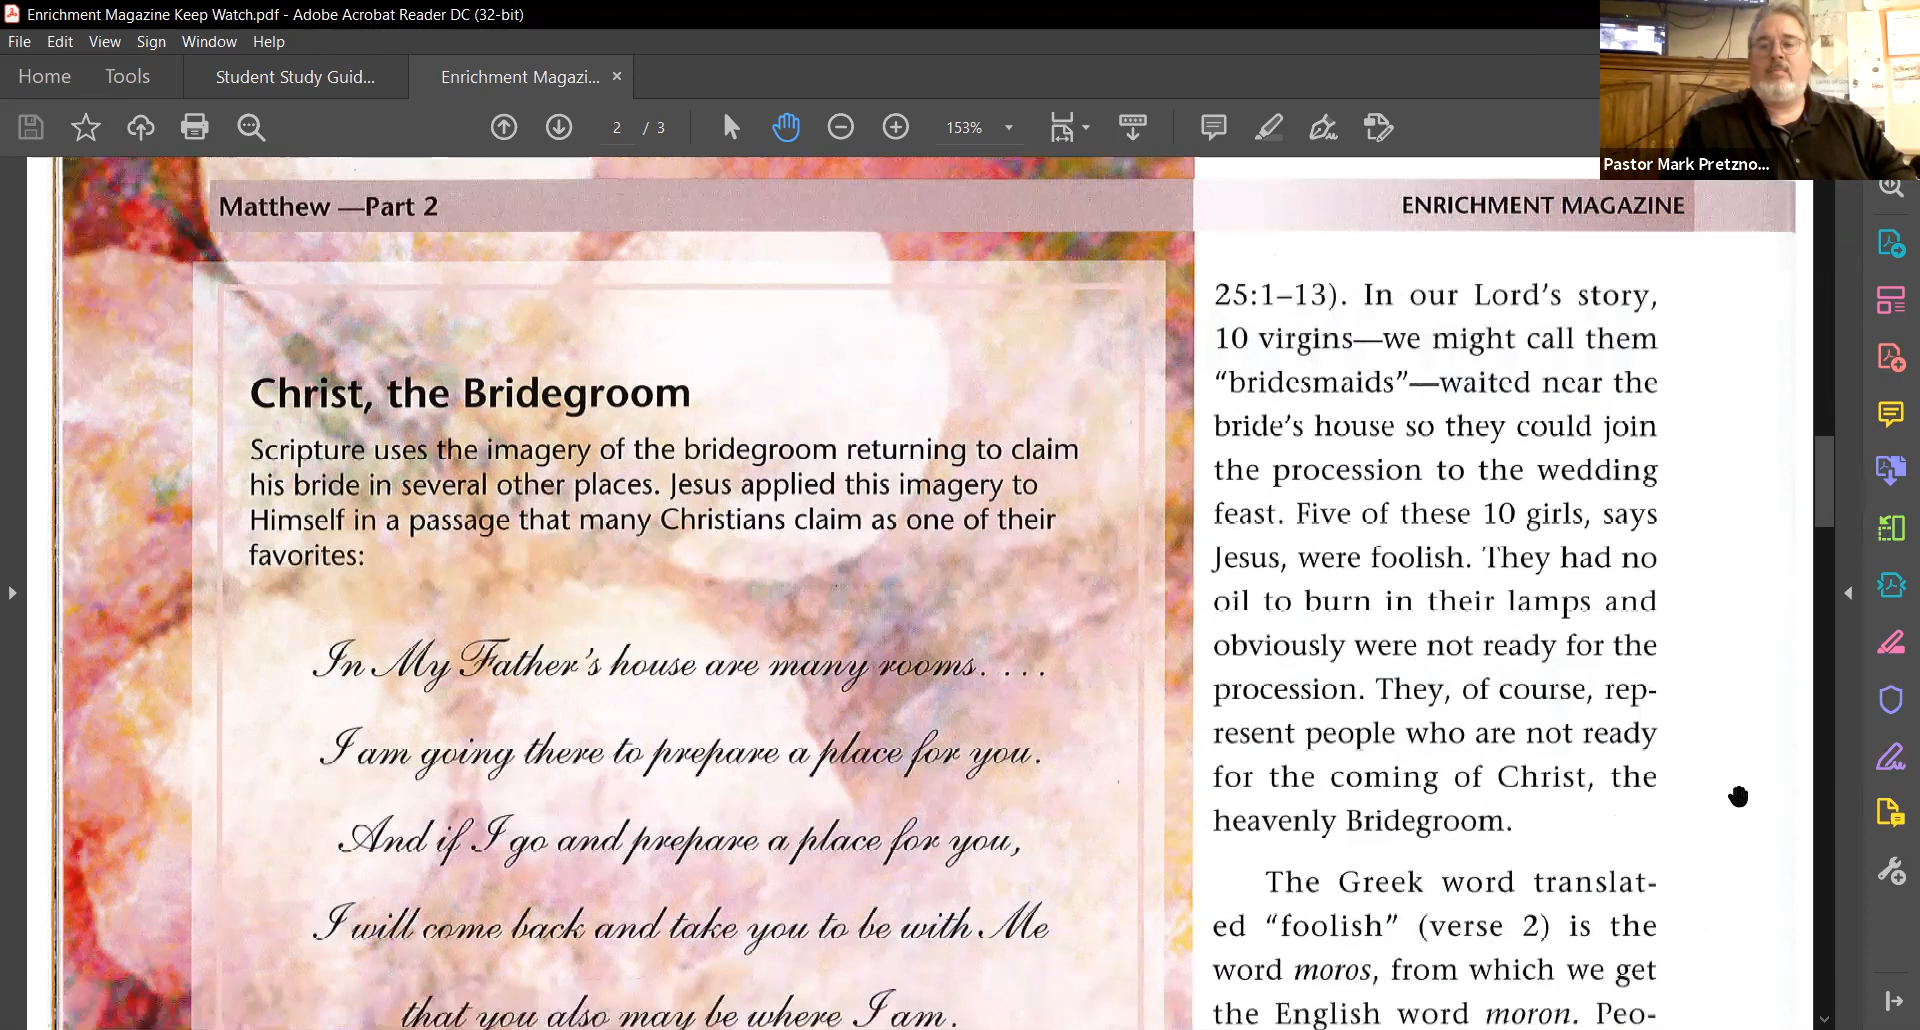 Enrichment Magazine Keep Watch.pdf - Adobe Acrobat Reader DC (32-bit)
File Edit View Sign Window Help
Home Tools Student Study Guid... Enrichment Magazi... ×
2 / 3 153%
Pastor Mark Pretzno...
Matthew —Part 2
ENRICHMENT MAGAZINE
Christ, the Bridegroom
Scripture uses the imagery of the bridegroom returning to claim
his bride in several other places. Jesus applied this imagery to
Himself in a passage that many Christians claim as one of their
favorites:
In My Father's house are many rooms. . . .
I am going there to prepare a place for you.
And if I go and prepare a place for you,
I will come back and take you to be with Me
that you also may be where I am.
25:1–13). In our Lord's story,
10 virgins—we might call them
"bridesmaids"—waited near the
bride's house so they could join
the procession to the wedding
feast. Five of these 10 girls, says
Jesus, were foolish. They had no
oil to burn in their lamps and
obviously were not ready for the
procession. They, of course, rep-
resent people who are not ready
for the coming of Christ, the
heavenly Bridegroom.
The Greek word translat-
ed "foolish" (verse 2) is the
word moros, from which we get
the English word moron. Peo-